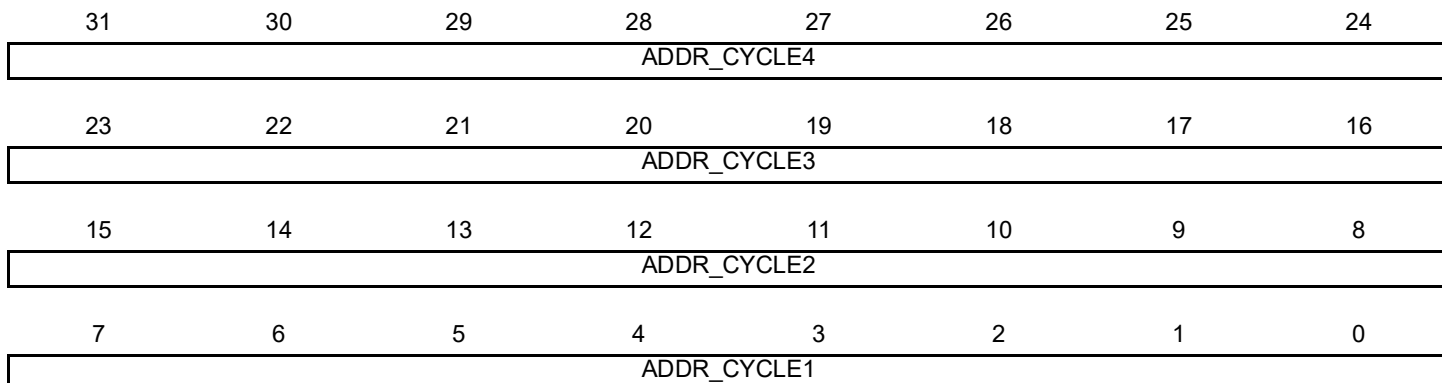 31 30 29 28 27 26 25 24
ADDR_CYCLE4
23 22 21 20 19 18 17 16
ADDR_CYCLE3
15 14 13 12 11 10 9 8
ADDR_CYCLE2
7 6 5 4 3 2 1 0
ADDR_CYCLE1